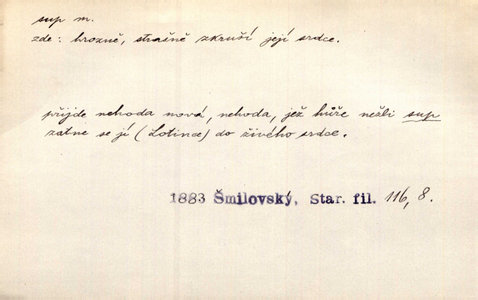 sup m.
zde: hrozně, strašně zkruší její srdce.
přijde nehoda nová, nehoda, jež hůře nežli sup
zatne se jí (Lotince) do živého srdce.
1883 Šmilovský, Star. fil. 116, 8.